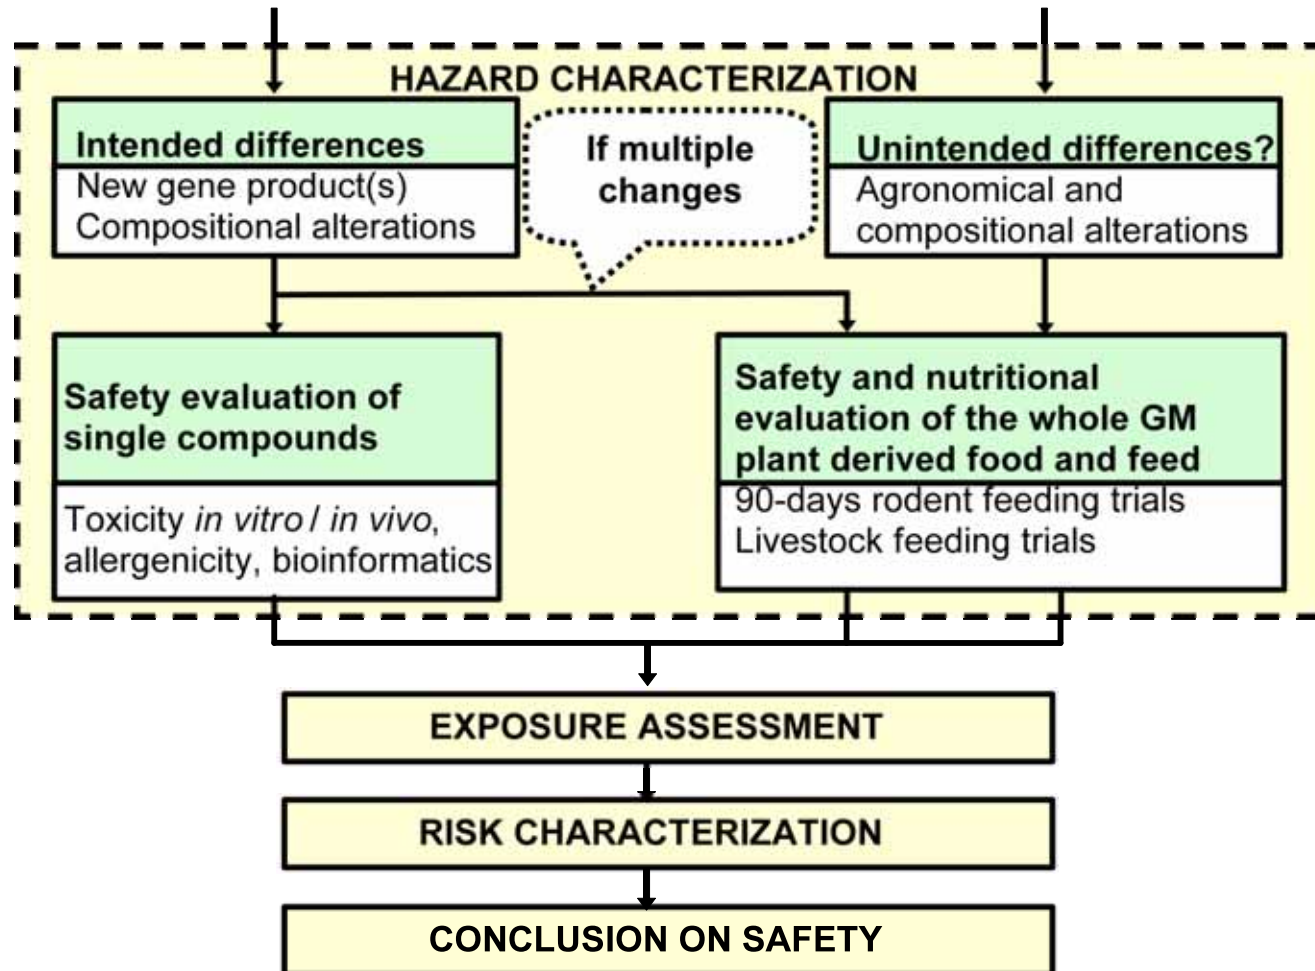 HAZARD CHARACTERIZATION
Intended differences
New gene product(s)
Compositional alterations
If multiple
changes
Unintended differences?
Agronomical and
compositional alterations
Safety evaluation of
single compounds
Toxicity in vitro / in vivo,
allergenicity, bioinformatics
Safety and nutritional
evaluation of the whole GM
plant derived food and feed
90-days rodent feeding trials
Livestock feeding trials
EXPOSURE ASSESSMENT
RISK CHARACTERIZATION
CONCLUSION ON SAFETY